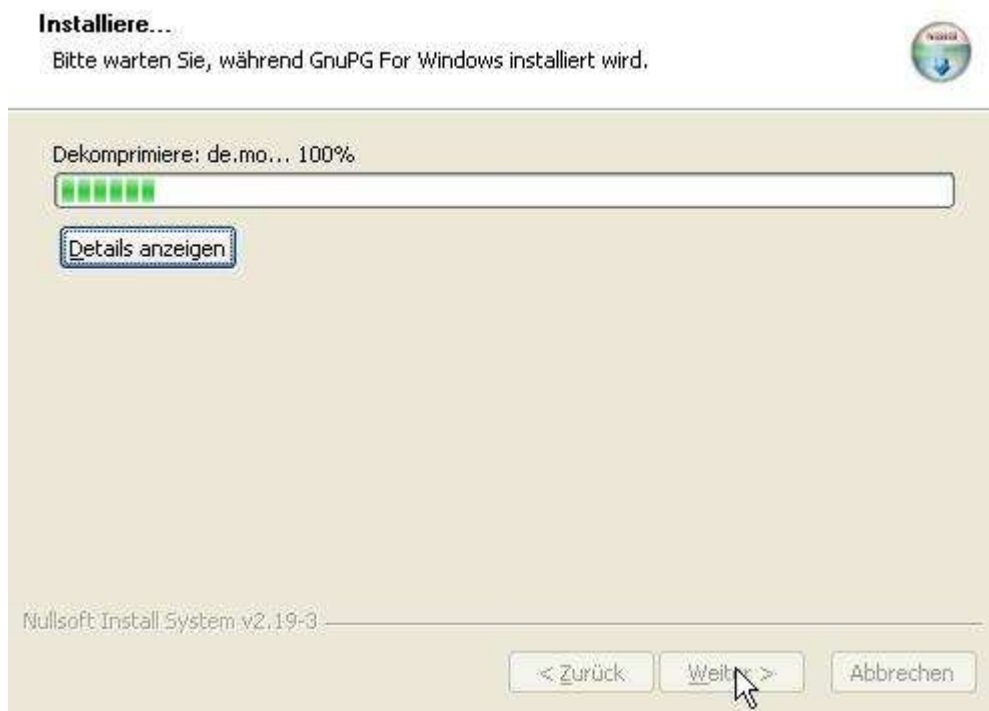 Installiere...
Bitte warten Sie, während GnuPG For Windows installiert wird.
Dekomprimiere: de.mo... 100%
Details anzeigen
Nullsoft Install System v2.19-3
< Zurück
Weiter >
Abbrechen